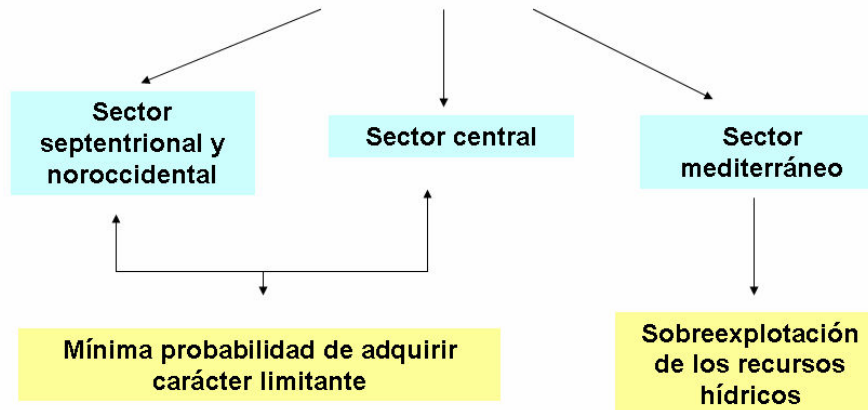 Sector
septentrional y
noroccidental
Sector central
Sector
mediterráneo
Mínima probabilidad de adquirir
carácter limitante
Sobreexplotación
de los recursos
hídricos